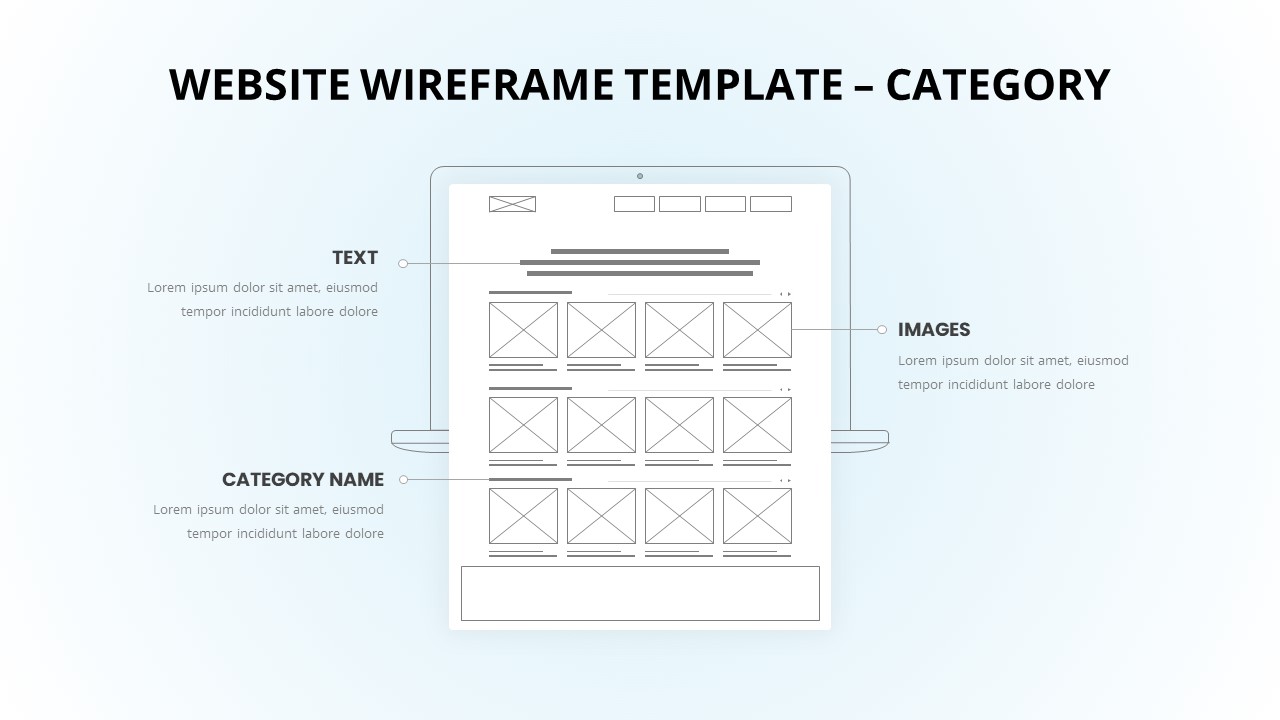 WEBSITE WIREFRAME TEMPLATE – CATEGORY
TEXT
Lorem ipsum dolor sit amet, eiusmod
tempor incididunt labore dolore
IMAGES
Lorem ipsum dolor sit amet, eiusmod
tempor incididunt labore dolore
CATEGORY NAME
Lorem ipsum dolor sit amet, eiusmod
tempor incididunt labore dolore